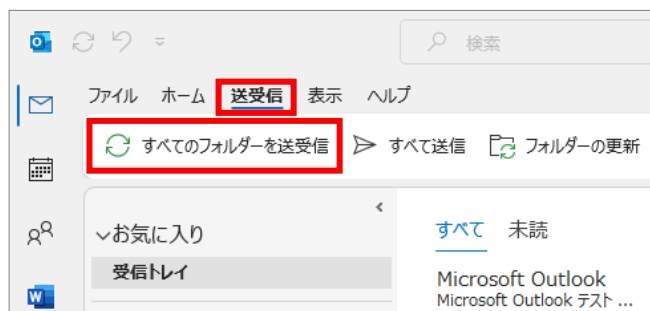 検索
ファイル ホーム 送受信 表示 ヘルプ
すべてのフォルダーを送受信 すべて送信 フォルダーの更新
お気に入り
受信トレイ
すべて 未読
Microsoft Outlook
Microsoft Outlook テスト ...